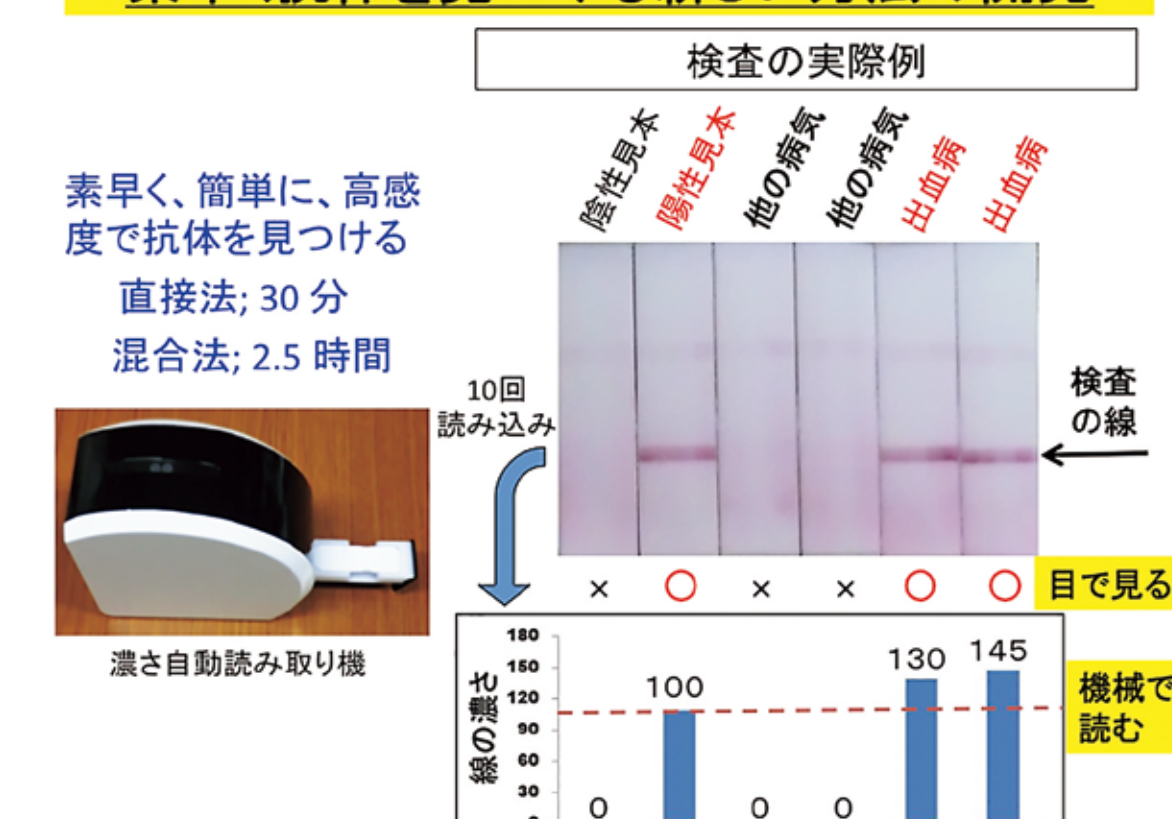 検査の実際例
陰性見本
陽性見本
他の病気
他の病気
出血病
出血病
素早く、簡単に、高感
度で抗体を見つける
直接法; 30 分
混合法; 2.5 時間
10回
読み込み
検査
の線
× 〇 × × 〇 〇
目で見る
濃さ自動読み取り機
線の濃さ
180
150
120
90
60
30
0 100 0 0 130 145
機械で
読む